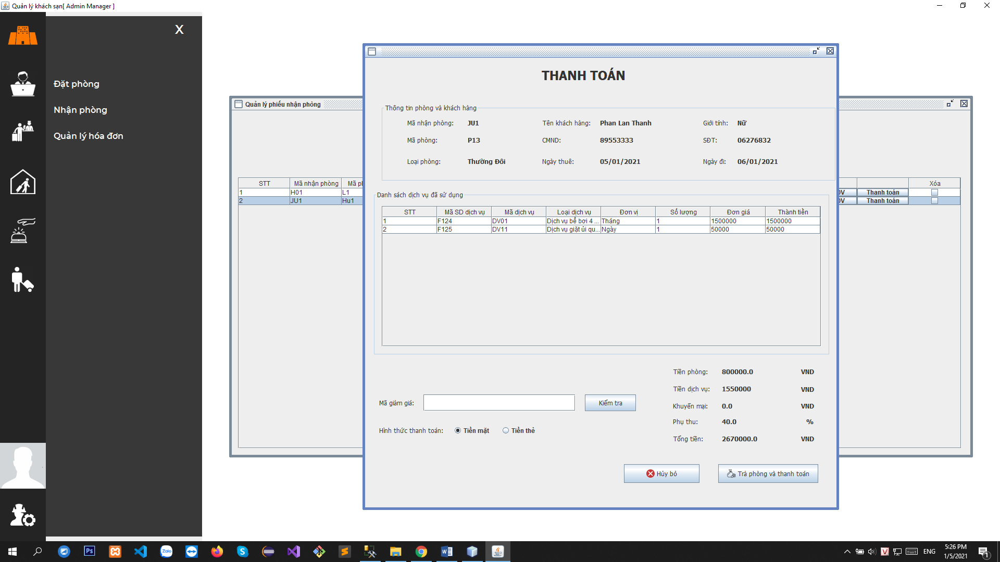 Quản lý khách sạn[ Admin Manager ]
X
Đặt phòng
Nhận phòng
Quản lý hóa đơn
Quản lý phiếu nhận phòng
STT Mã nhận phòng
1 H01 L1
2 JU1 Hu1
Xóa
DV Thanh toán
DV Thanh toán
THANH TOÁN
Thông tin phòng và khách hàng
Mã nhận phòng: JU1 Tên khách hàng: Phan Lan Thanh Giới tính: Nữ
Mã phòng: P13 CMND: 89553333 SĐT: 06276832
Loại phòng: Thường Đôi Ngày thuê: 05/01/2021 Ngày đi: 06/01/2021
Danh sách dịch vụ đã sử dụng
STT Mã SD dịch vụ Mã dịch vụ Loại dịch vụ Đơn vị Số lượng Đơn giá Thành tiền
1 F124 DV01 Dịch vụ bể bơi 4 ... Tháng 1 1500000 1500000
2 F125 DV11 Dịch vụ giặt ủi qu... Ngày 1 50000 50000
Tiền phòng: 800000.0 VND
Tiền dịch vụ: 1550000 VND
Khuyến mại: 0.0 VND
Phụ thu: 40.0 %
Tổng tiền: 2670000.0 VND
Mã giảm giá: Kiểm tra
Hình thức thanh toán: Tiền mặt Tiền thẻ
Hủy bỏ Trả phòng và thanh toán
Ps
Zalo
ENG
5:26 PM
1/5/2021
1